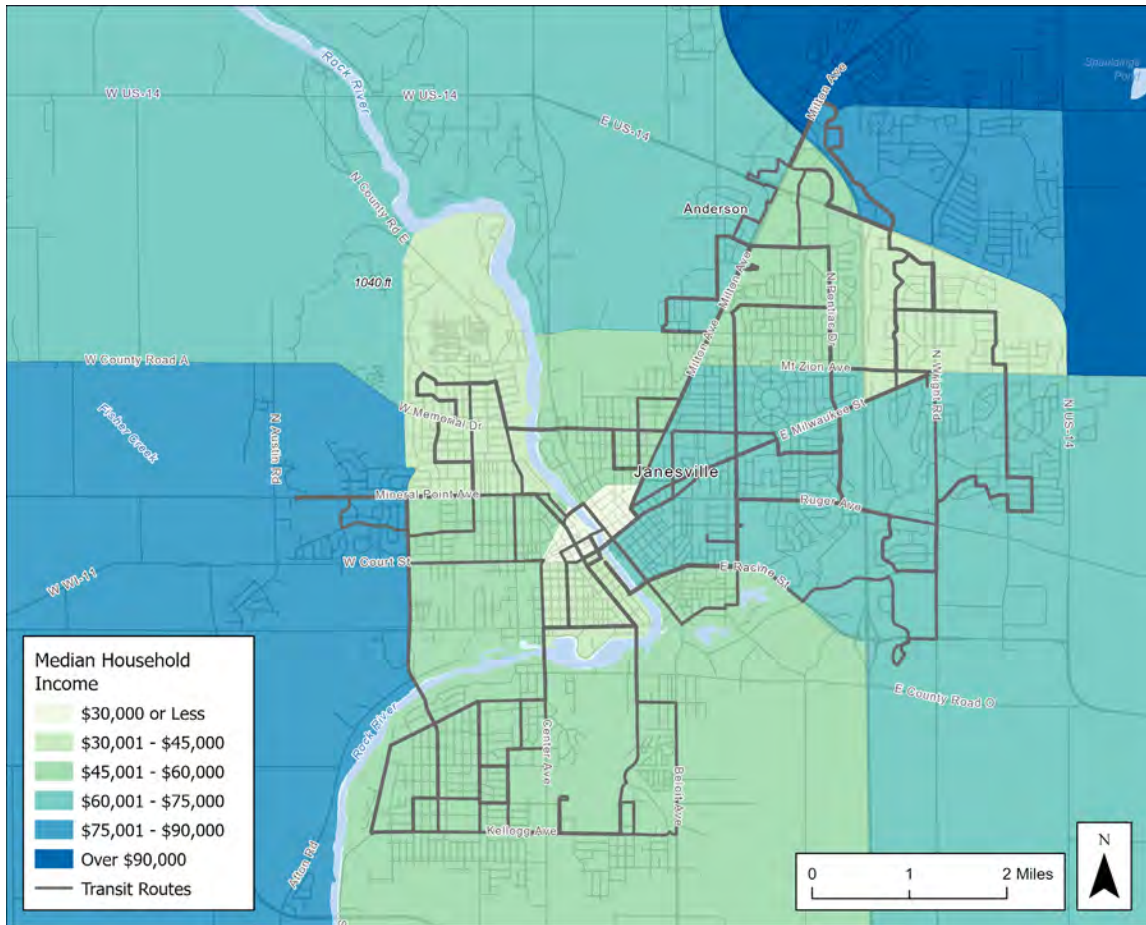 Rock River
W US-14
W US-14
Milton Ave
Spauldings
Pond
E US-14
N County Rd E
Anderson
1040 ft
Milton Ave
Milton Ave
N Pontiac Dr
W County Road A
Mt Zion Ave
N Wright Rd
N US-14
Fisher Creek
N Austin Rd
W Memorial Dr
E Milwaukee St
Janesville
Mineral Point Ave
Ruger Ave
W Court St
E Racine St
W WI-11
E County Road O
Rock River
Center Ave
Beloit Ave
Kellogg Ave
Afton Rd
S
Median Household
Income
$30,000 or Less
$30,001 - $45,000
$45,001 - $60,000
$60,001 - $75,000
$75,001 - $90,000
Over $90,000
Transit Routes
0 1 2 Miles
N